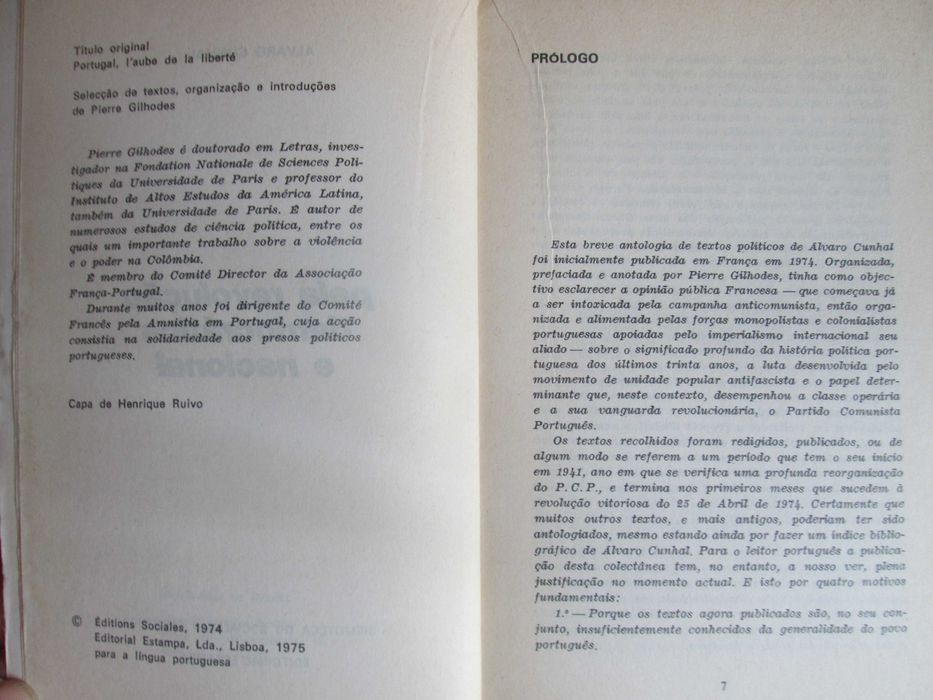 Título original
Portugal, l'aube de la liberté
Selecção de textos, organização e introduções
de Pierre Gilhodes
Pierre Gilhodes é doutorado em Letras, inves-
tigador na Fondation Nationale de Sciences Poli-
tiques da Universidade de Paris e professor do
Instituto de Altos Estudos da América Latina,
também da Universidade de Paris. É autor de
numerosos estudos de ciência política, entre os
quais um importante trabalho sobre a violência
e o poder na Colômbia.
É membro do Comité Director da Associação
França-Portugal.
Durante muitos anos foi dirigente do Comité
Francês pela Amnistia em Portugal, cuja acção
consistia na solidariedade aos presos políticos
portugueses.
Capa de Henrique Ruivo
© Éditions Sociales, 1974
Editorial Estampa, Lda., Lisboa, 1975
para a língua portuguesa
PRÓLOGO
Esta breve antologia de textos políticos de Alvaro Cunhal
foi inicialmente publicada em França em 1974. Organizada,
prefaciada e anotada por Pierre Gilhodes, tinha como objec-
tivo esclarecer a opinião pública Francesa — que começava já
a ser intoxicada pela campanha anticomunista, então orga-
nizada e alimentada pelas forças monopolistas e colonialistas
portuguesas apoiadas pelo imperialismo internacional seu
aliado — sobre o significado profundo da história política por-
tuguesa dos últimos trinta anos, a luta desenvolvida pelo
movimento de unidade popular antifascista e o papel deter-
minante que, neste contexto, desempenhou a classe operária
e a sua vanguarda revolucionária, o Partido Comunista
Português.
Os textos recolhidos foram redigidos, publicados, ou de
algum modo se referem a um período que tem o seu início
em 1941, ano em que se verifica uma profunda reorganização
do P. C. P., e termina nos primeiros meses que sucedem à
revolução vitoriosa do 25 de Abril de 1974. Certamente que
muitos outros textos, e mais antigos, poderiam ter sido
antologiados, mesmo estando ainda por fazer um índice biblio-
gráfico de Alvaro Cunhal. Para o leitor português a publica-
ção desta colectânea tem, no entanto, a nosso ver, plena
justificação no momento actual. E isto por quatro motivos
fundamentais:
1.º — Porque os textos agora publicados são, no seu con-
junto, insuficientemente conhecidos da generalidade do povo
português.
7